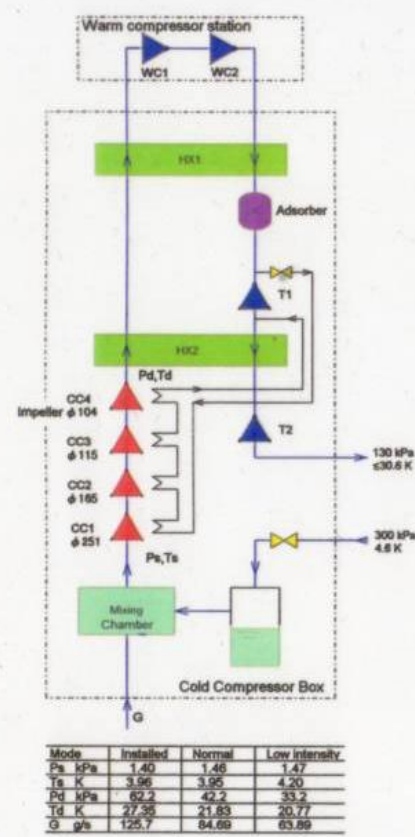 Warm compressor station
WC1 WC2
HX1
Adsorber
T1
HX2
Pd,Td
CC4
Impeller ϕ 104
CC3
ϕ 115
T2
130 kPa
≤30.6 K
CC2
ϕ 165
CC1
ϕ 251
300 kPa
4.6 K
Ps,Ts
Mixing
Chamber
Cold Compressor Box
G
Mode Installed Normal Low intensity
Ps kPa 1.40 1.46 1.47
Ts K 3.96 3.95 4.20
Pd kPa 62.2 42.2 33.2
Td K 27.35 21.83 20.77
G g/s 125.7 84.69 63.89